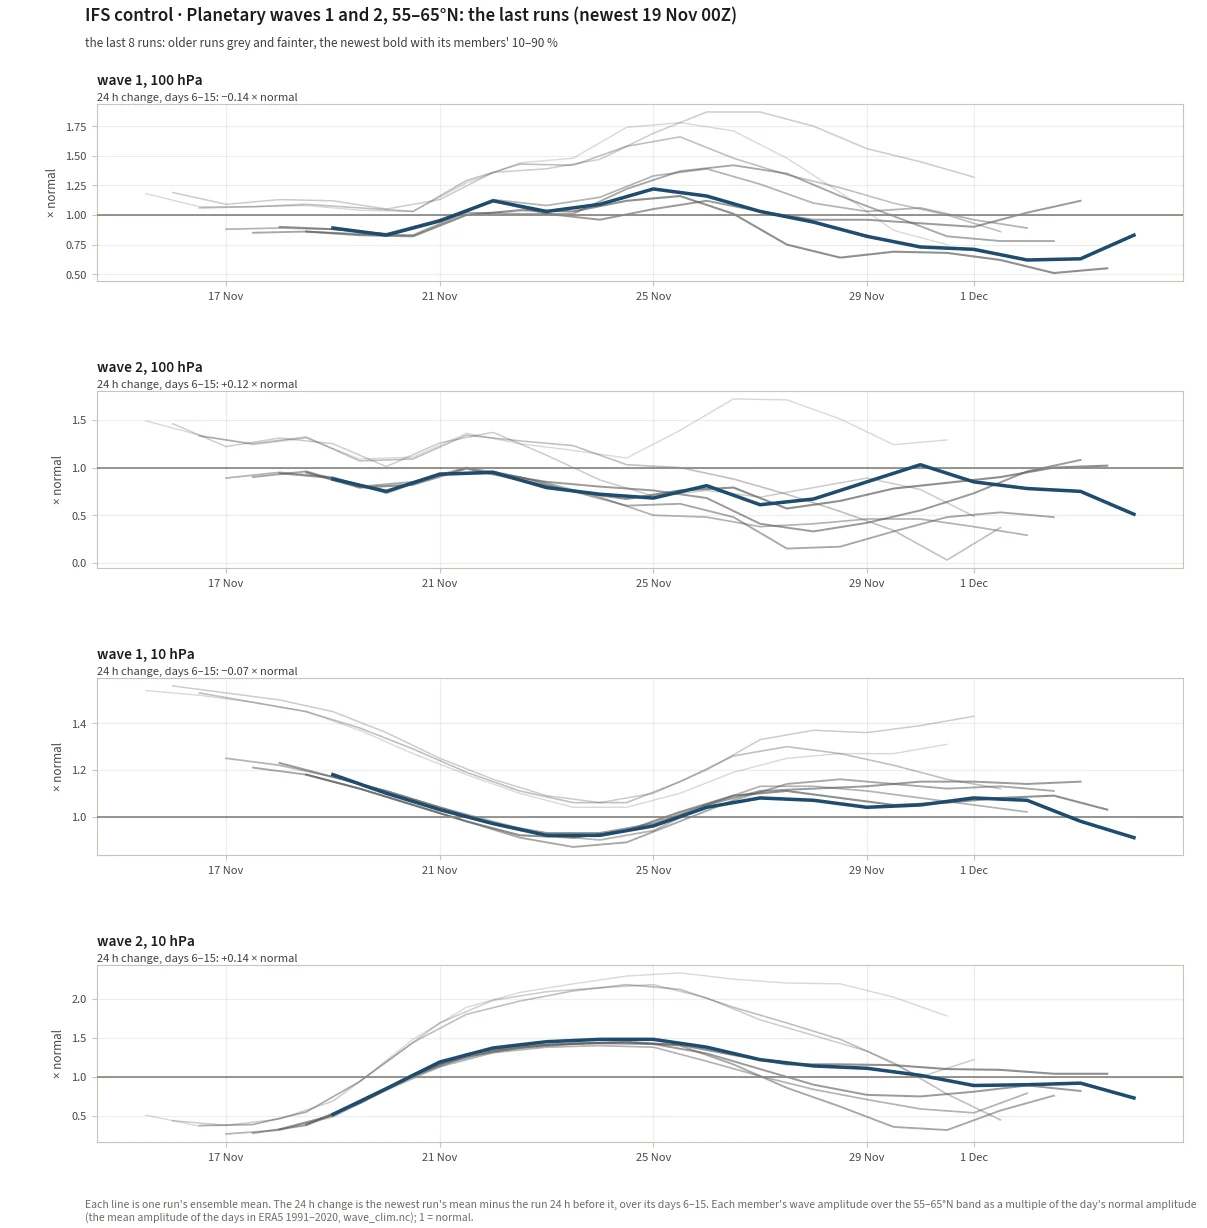 IFS control · Planetary waves 1 and 2, 55–65°N: the last runs (newest 19 Nov 00Z)
the last 8 runs: older runs grey and fainter, the newest bold with its members' 10–90 %
wave 1, 100 hPa
24 h change, days 6–15: −0.14 × normal
× normal
1.75
1.50
1.25
1.00
0.75
0.50
17 Nov
21 Nov
25 Nov
29 Nov
1 Dec
wave 2, 100 hPa
24 h change, days 6–15: +0.12 × normal
× normal
1.5
1.0
0.5
0.0
17 Nov
21 Nov
25 Nov
29 Nov
1 Dec
wave 1, 10 hPa
24 h change, days 6–15: −0.07 × normal
× normal
1.4
1.2
1.0
17 Nov
21 Nov
25 Nov
29 Nov
1 Dec
wave 2, 10 hPa
24 h change, days 6–15: +0.14 × normal
× normal
2.0
1.5
1.0
0.5
17 Nov
21 Nov
25 Nov
29 Nov
1 Dec
Each line is one run's ensemble mean. The 24 h change is the newest run's mean minus the run 24 h before it, over its days 6–15. Each member's wave amplitude over the 55–65°N band as a multiple of the day's normal amplitude
(the mean amplitude of the days in ERA5 1991–2020, wave_clim.nc); 1 = normal.